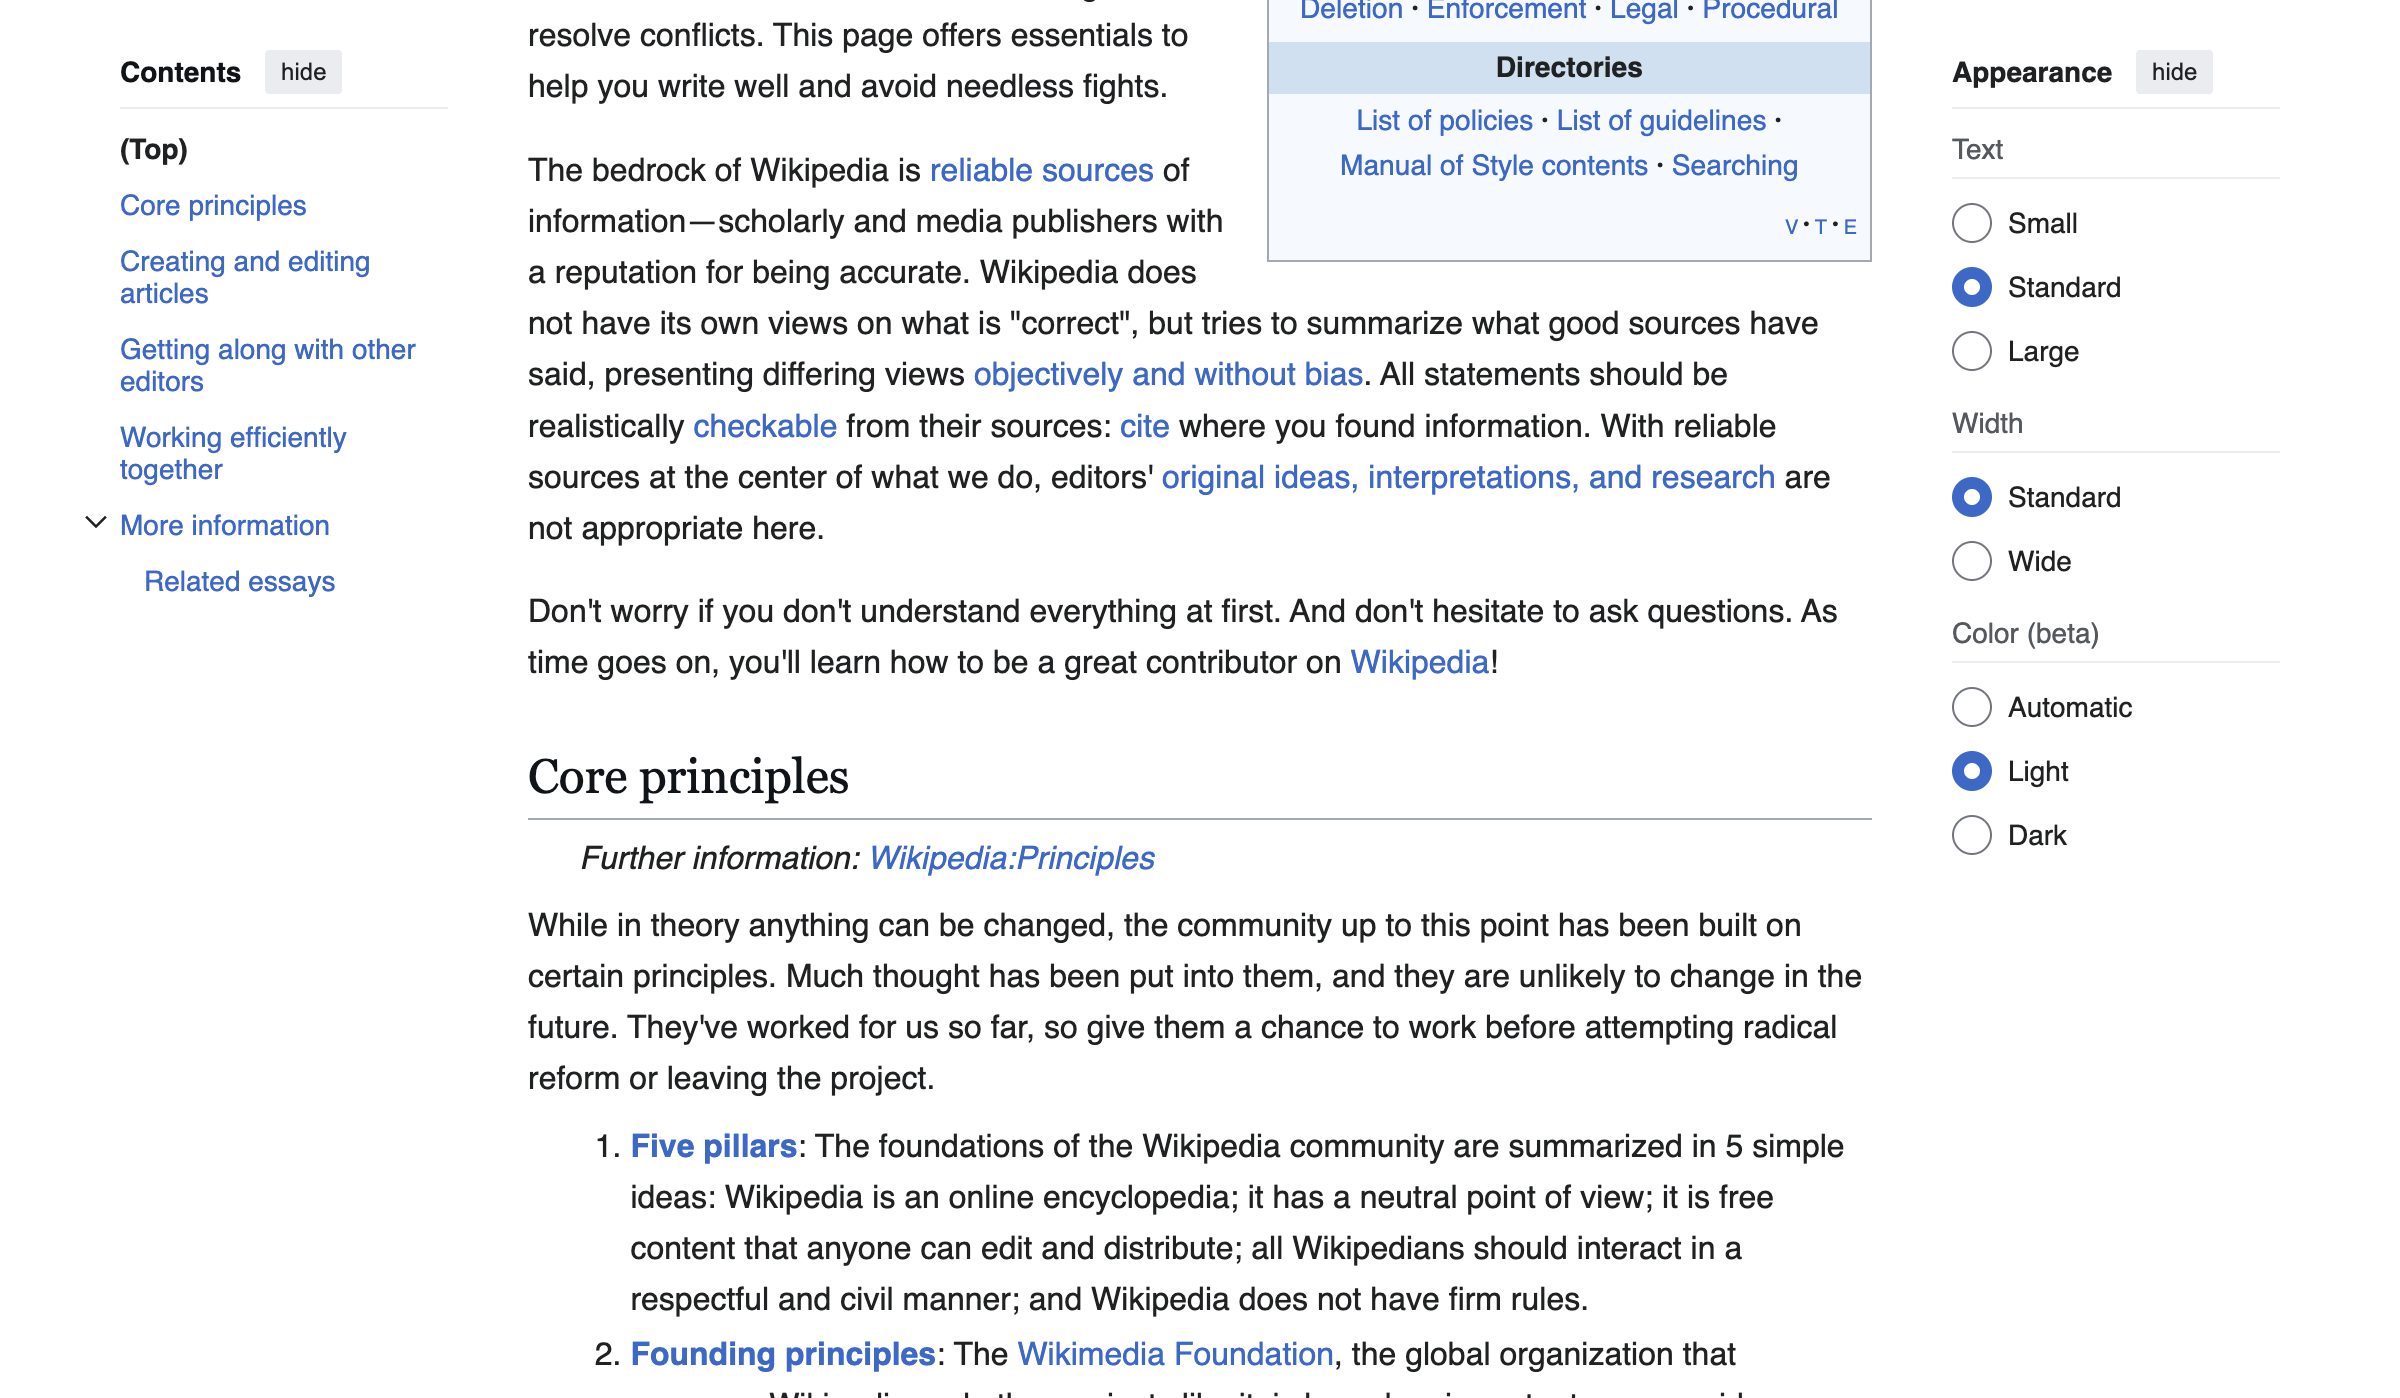 Contents hide
(Top)
Core principles
Creating and editing
articles
Getting along with other
editors
Working efficiently
together
More information
Related essays
resolve conflicts. This page offers essentials to
help you write well and avoid needless fights.
The bedrock of Wikipedia is reliable sources of
information—scholarly and media publishers with
a reputation for being accurate. Wikipedia does
not have its own views on what is "correct", but tries to summarize what good sources have
said, presenting differing views objectively and without bias. All statements should be
realistically checkable from their sources: cite where you found information. With reliable
sources at the center of what we do, editors' original ideas, interpretations, and research are
not appropriate here.
Don't worry if you don't understand everything at first. And don't hesitate to ask questions. As
time goes on, you'll learn how to be a great contributor on Wikipedia!
Core principles
Further information: Wikipedia:Principles
While in theory anything can be changed, the community up to this point has been built on
certain principles. Much thought has been put into them, and they are unlikely to change in the
future. They've worked for us so far, so give them a chance to work before attempting radical
reform or leaving the project.
1. Five pillars: The foundations of the Wikipedia community are summarized in 5 simple
ideas: Wikipedia is an online encyclopedia; it has a neutral point of view; it is free
content that anyone can edit and distribute; all Wikipedians should interact in a
respectful and civil manner; and Wikipedia does not have firm rules.
2. Founding principles: The Wikimedia Foundation, the global organization that
Deletion • Enforcement • Legal • Procedural
Directories
List of policies • List of guidelines •
Manual of Style contents • Searching
V • T • E
Appearance hide
Text
Small
Standard
Large
Width
Standard
Wide
Color (beta)
Automatic
Light
Dark